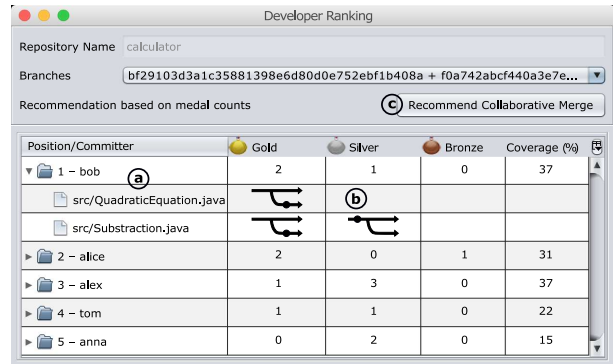 Developer Ranking
Repository Name calculator
Branches bf29103d3a1c35881398e6d80d0e752ebf1b408a + f0a742abcf440a3e7e...
Recommendation based on medal counts c Recommend Collaborative Merge
Position/Committer Gold Silver Bronze Coverage (%)
1 – bob 2 1 0 37
a
src/QuadraticEquation.java b
src/Substraction.java
2 – alice 2 0 1 31
3 – alex 1 3 0 37
4 – tom 1 1 0 22
5 – anna 0 2 0 15